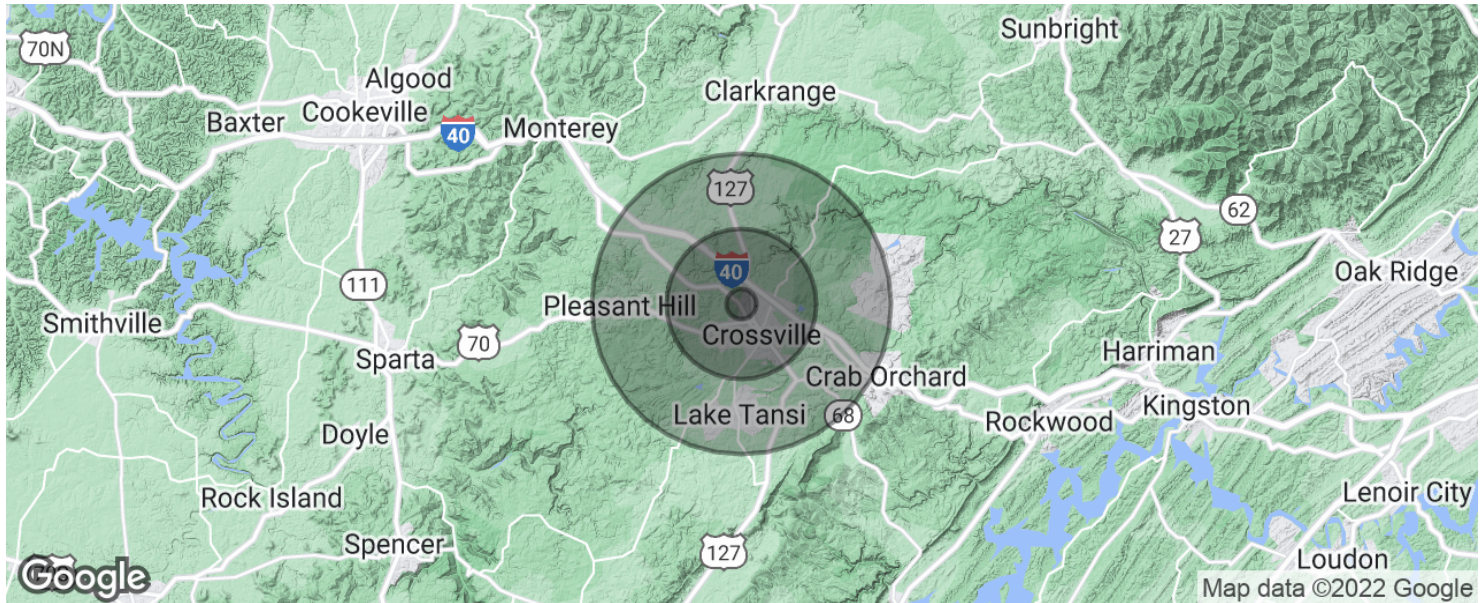 Sunbright
70N
Algood
Clarkrange
Cookeville
Baxter
40
Monterey
127
62
27
40
Oak Ridge
111
Pleasant Hill
Smithville
Crossville
70
Sparta
Harriman
Crab Orchard
Kingston
Lake Tansi
68
Rockwood
Doyle
Rock Island
Lenoir City
Spencer
127
Loudon
Google
Map data ©2022 Google